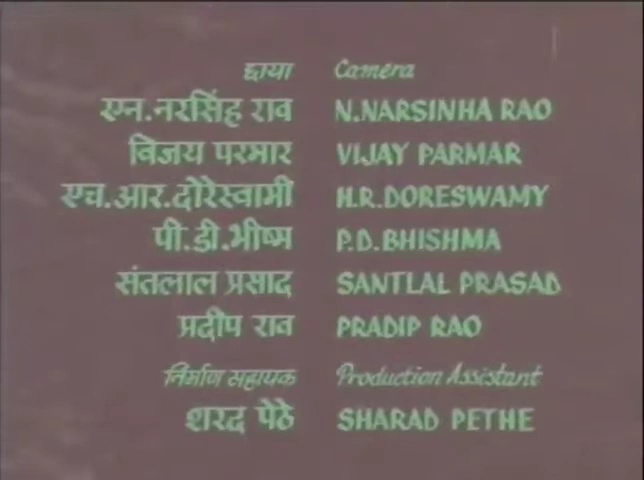 छाया Camera
एन.नरसिंह राव N.NARSINHA RAO
विजय परमार VIJAY PARMAR
एच.आर.दोरेस्वामी H.R.DORESWAMY
पी.डी.भीष्म P.D.BHISHMA
संतलाल प्रसाद SANTLAL PRASAD
प्रदीप राव PRADIP RAO
निर्माण सहायक Production Assistant
शरद पेठे SHARAD PETHE